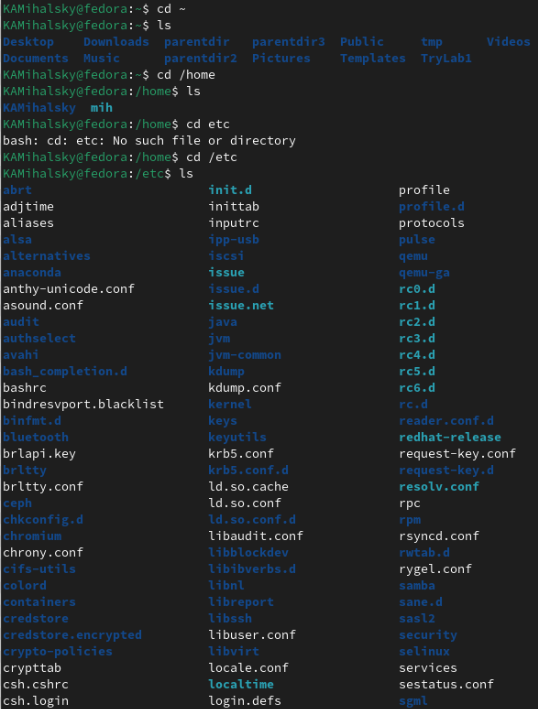 KAMihalsky@fedora:~$ cd ~
KAMihalsky@fedora:~$ ls
Desktop    Downloads  parentdir   parentdir3  Public     tmp      Videos
Documents  Music      parentdir2  Pictures    Templates  TryLab1
KAMihalsky@fedora:~$ cd /home
KAMihalsky@fedora:/home$ ls
KAMihalsky  mih
KAMihalsky@fedora:/home$ cd etc
bash: cd: etc: No such file or directory
KAMihalsky@fedora:/home$ cd /etc
KAMihalsky@fedora:/etc$ ls
abrt                        init.d                    profile
adjtime                     inittab                   profile.d
aliases                     inputrc                   protocols
alsa                        ipp-usb                   pulse
alternatives                iscsi                     qemu
anaconda                    issue                     qemu-ga
anthy-unicode.conf          issue.d                   rc0.d
asound.conf                 issue.net                 rc1.d
audit                       java                      rc2.d
authselect                  jvm                       rc3.d
avahi                       jvm-common                rc4.d
bash_completion.d           kdump                     rc5.d
bashrc                      kdump.conf                rc6.d
bindresvport.blacklist      kernel                    rc.d
binfmt.d                    keys                      reader.conf.d
bluetooth                   keyutils                  redhat-release
brlapi.key                  krb5.conf                 request-key.conf
brltty                      krb5.conf.d               request-key.d
brltty.conf                 ld.so.cache               resolv.conf
ceph                        ld.so.conf                rpc
chkconfig.d                 ld.so.conf.d              rpm
chromium                    libaudit.conf             rsyncd.conf
chrony.conf                 libblockdev               rwtab.d
cifs-utils                  libibverbs.d              rygel.conf
colord                      libnl                     samba
containers                  libreport                 sane.d
credstore                   libssh                    sasl2
credstore.encrypted         libuser.conf              security
crypto-policies             libvirt                   selinux
crypttab                    locale.conf               services
csh.cshrc                   localtime                 sestatus.conf
csh.login                   login.defs                sgml